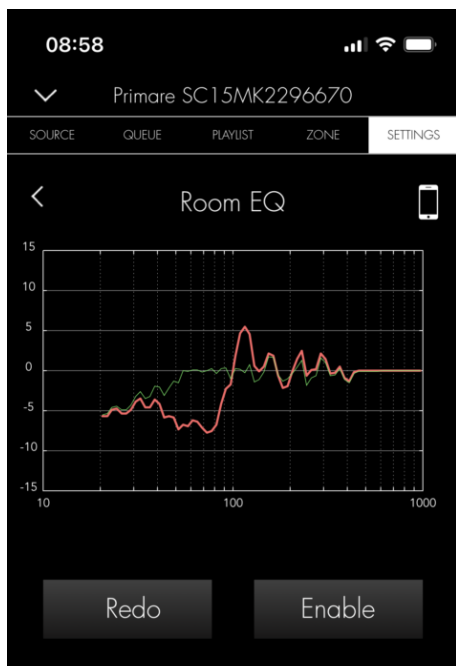 08:58
Primare SC15MK2296670
SOURCE QUEUE PLAYLIST ZONE SETTINGS
Room EQ
15
10
5
0
-5
-10
-15
10 100 1000
Redo Enable